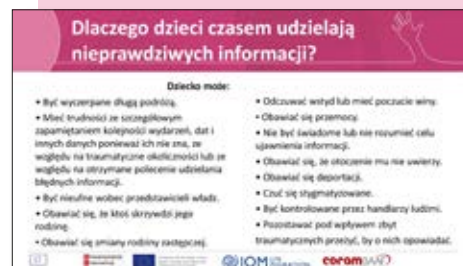 Dlaczego dzieci czasem udzielają
nieprawdziwych informacji?
Dziecko może:
• Być wyczerpane długą podróżą.
• Mieć trudności ze szczegółowym
zapamiętaniem kolejności wydarzeń, dat i
innych danych ponieważ ich nie zna, ze
względu na traumatyczne okoliczności lub ze
względu na otrzymane polecenie udzielania
błędnych informacji.
• Być nieufne wobec przedstawicieli władz.
• Obawiać się, że ktoś skrzywdzi jego
rodzinę.
• Obawiać się zmiany rodziny zastępczej.
• Odczuwać wstyd lub mieć poczucie winy.
• Obawiać się przemocy.
• Nie być świadome lub nie rozumieć celu
ujawnienia informacji.
• Obawiać się, że otoczenie mu nie uwierzy.
• Obawiać się deportacji.
• Czuć się stygmatyzowane.
• Być kontrolowane przez handlarzy ludźmi.
• Pozostawać pod wpływem zbyt
traumatycznych przeżyć, by o nich opowiadać.
IOM
coram